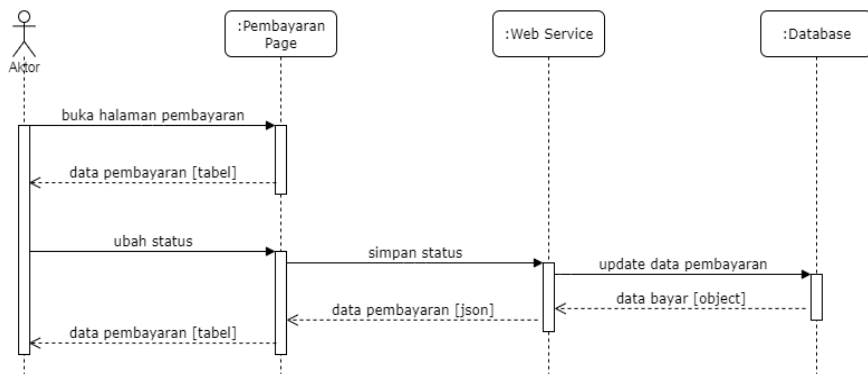 :Pembayaran
Page
:Web Service
:Database
Aktor
buka halaman pembayaran
data pembayaran [tabel]
ubah status
simpan status
update data pembayaran
data bayar [object]
data pembayaran [json]
data pembayaran [tabel]